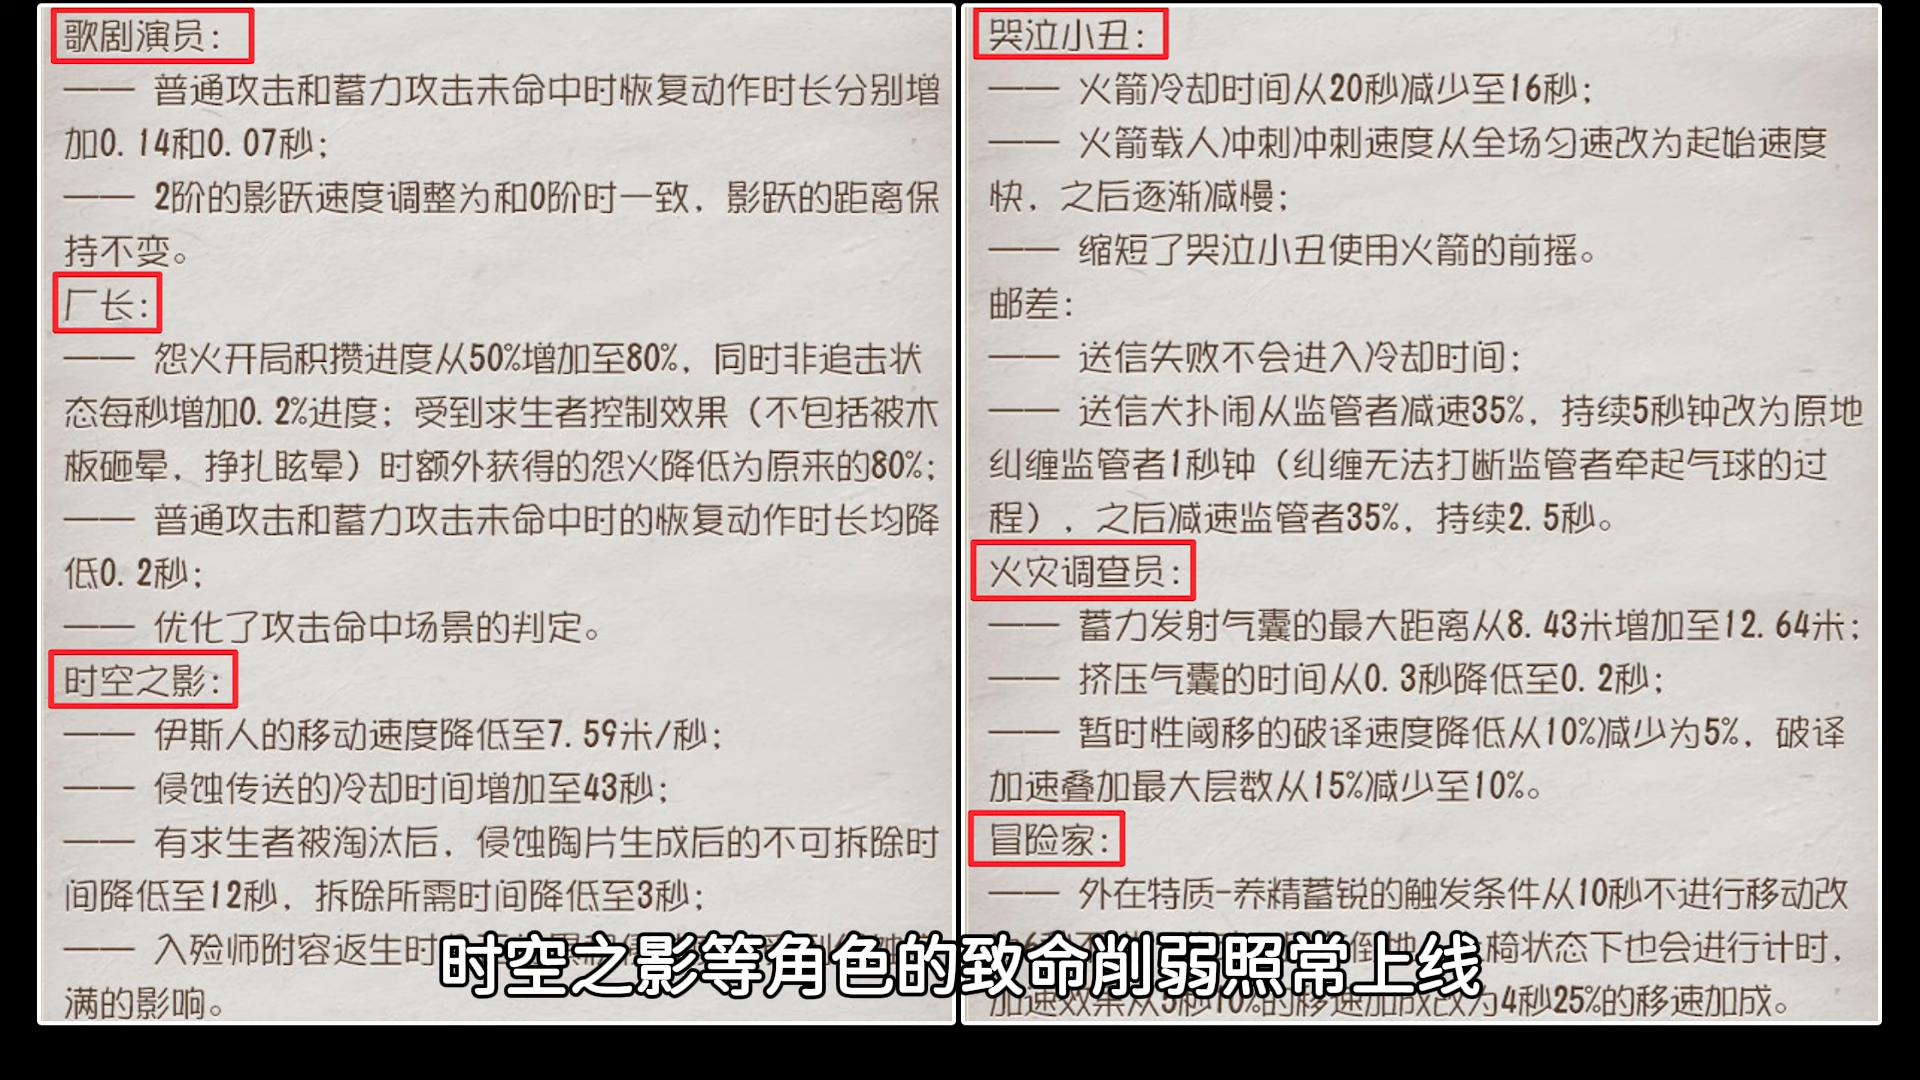 歌剧演员：
—— 普通攻击和蓄力攻击未命中时恢复动作时长分别增
加0.14和0.07秒；
—— 2阶的影跃速度调整为和0阶时一致，影跃的距离保
持不变。
厂长：
—— 怨火开局积攒进度从50%增加至80%，同时非追击状
态每秒增加0.2%进度；受到求生者控制效果（不包括被木
板砸晕，挣扎眩晕）时额外获得的怨火降低为原来的80%；
—— 普通攻击和蓄力攻击未命中时的恢复动作时长均降
低0.2秒；
—— 优化了攻击命中场景的判定。
时空之影：
—— 伊斯人的移动速度降低至7.59米/秒；
—— 侵蚀传送的冷却时间增加至43秒；
—— 有求生者被淘汰后，侵蚀陶片生成后的不可拆除时
间降低至12秒，拆除所需时间降低至3秒；
—— 入殓师附容返生时
满的影响。
哭泣小丑：
—— 火箭冷却时间从20秒减少至16秒；
—— 火箭载人冲刺冲刺速度从全场匀速改为起始速度
快，之后逐渐减慢；
—— 缩短了哭泣小丑使用火箭的前摇。
邮差：
—— 送信失败不会进入冷却时间；
—— 送信犬扑闹从监管者减速35%，持续5秒钟改为原地
纠缠监管者1秒钟（纠缠无法打断监管者牵起气球的过
程），之后减速监管者35%，持续2.5秒。
火灾调查员：
—— 蓄力发射气囊的最大距离从8.43米增加至12.64米；
—— 挤压气囊的时间从0.3秒降低至0.2秒；
—— 暂时性阈移的破译速度降低从10%减少为5%，破译
加速叠加最大层数从15%减少至10%。
冒险家：
—— 外在特质-养精蓄锐的触发条件从10秒不进行移动改
倒地、上椅状态下也会进行计时，
加速效果从5秒10%的移速加成改为4秒25%的移速加成。
时空之影等角色的致命削弱照常上线